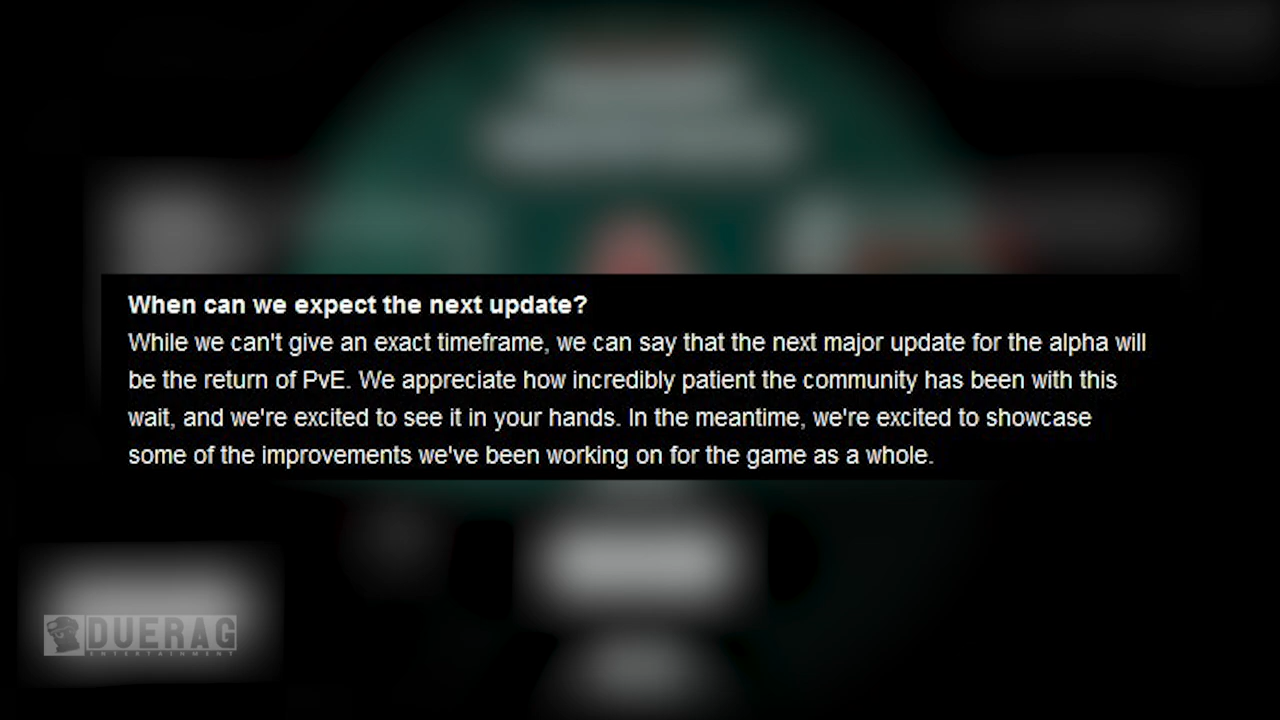 When can we expect the next update?
While we can't give an exact timeframe, we can say that the next major update for the alpha will
be the return of PvE. We appreciate how incredibly patient the community has been with this
wait, and we're excited to see it in your hands. In the meantime, we're excited to showcase
some of the improvements we've been working on for the game as a whole.
DUERAG
ENTERTAINMENT